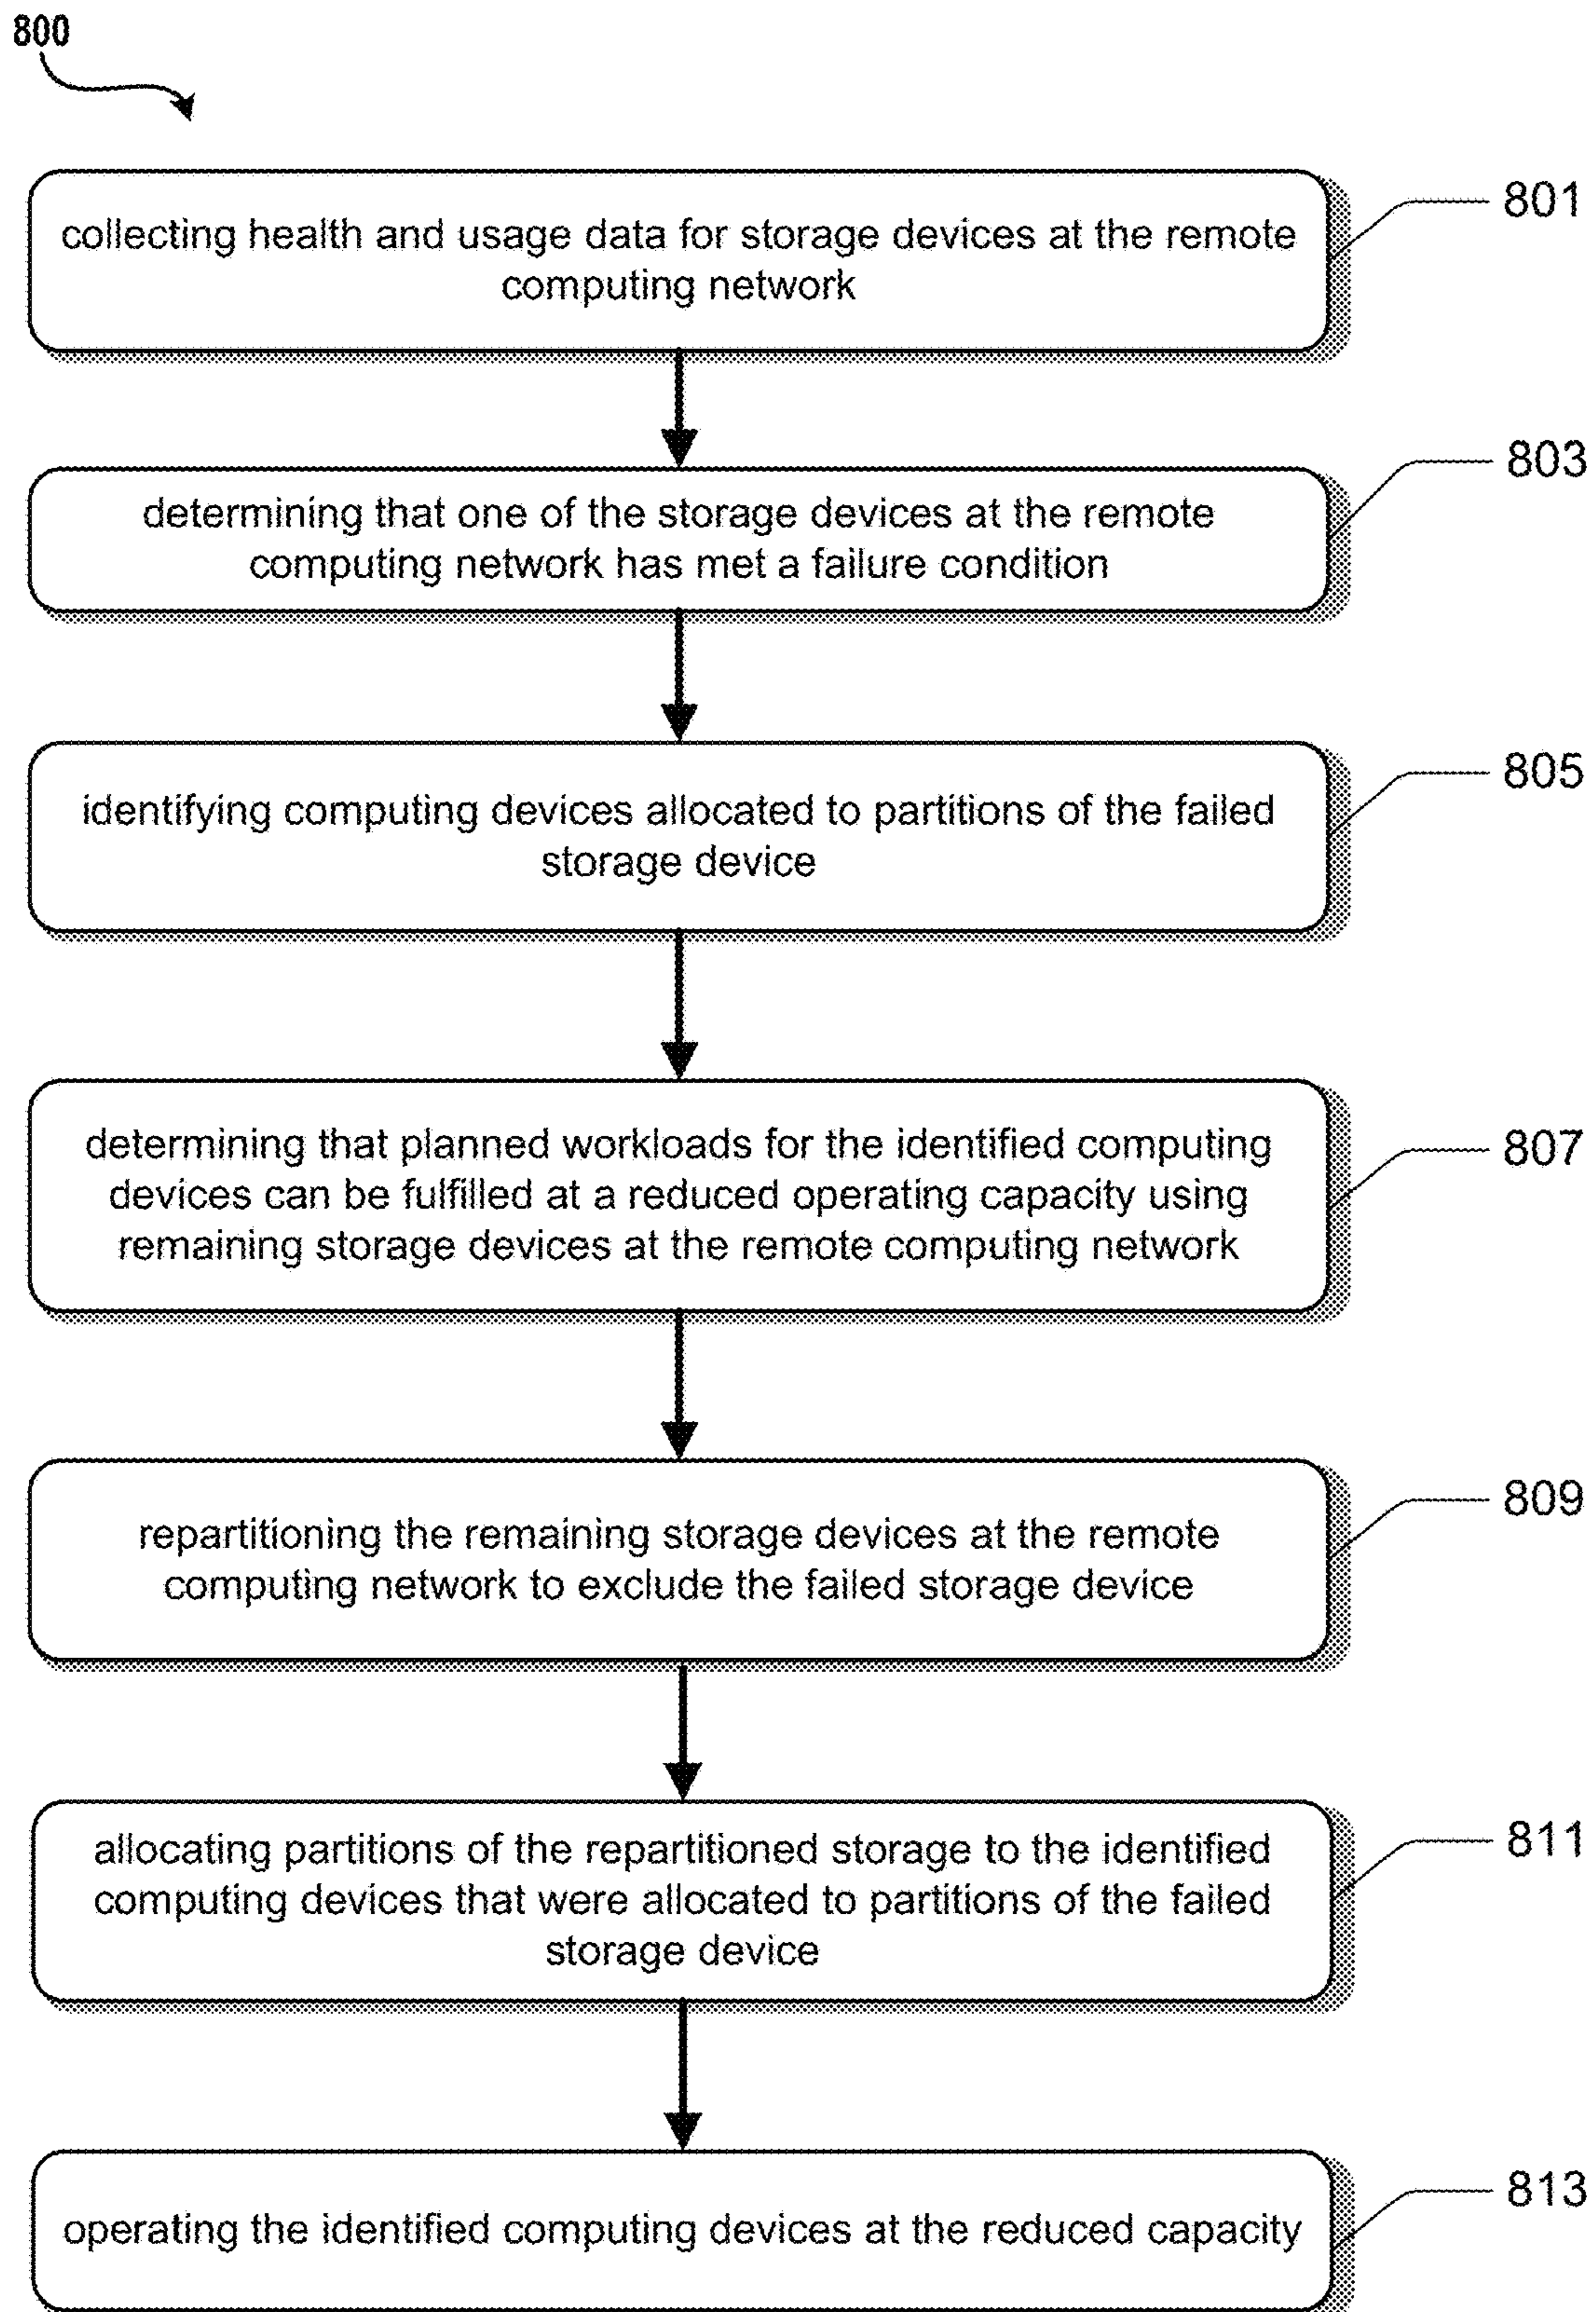 800
collecting health and usage data for storage devices at the remote
computing network
801
determining that one of the storage devices at the remote
computing network has met a failure condition
803
identifying computing devices allocated to partitions of the failed
storage device
805
determining that planned workloads for the identified computing
devices can be fulfilled at a reduced operating capacity using
remaining storage devices at the remote computing network
807
repartitioning the remaining storage devices at the remote
computing network to exclude the failed storage device
809
allocating partitions of the repartitioned storage to the identified
computing devices that were allocated to partitions of the failed
storage device
811
operating the identified computing devices at the reduced capacity
813